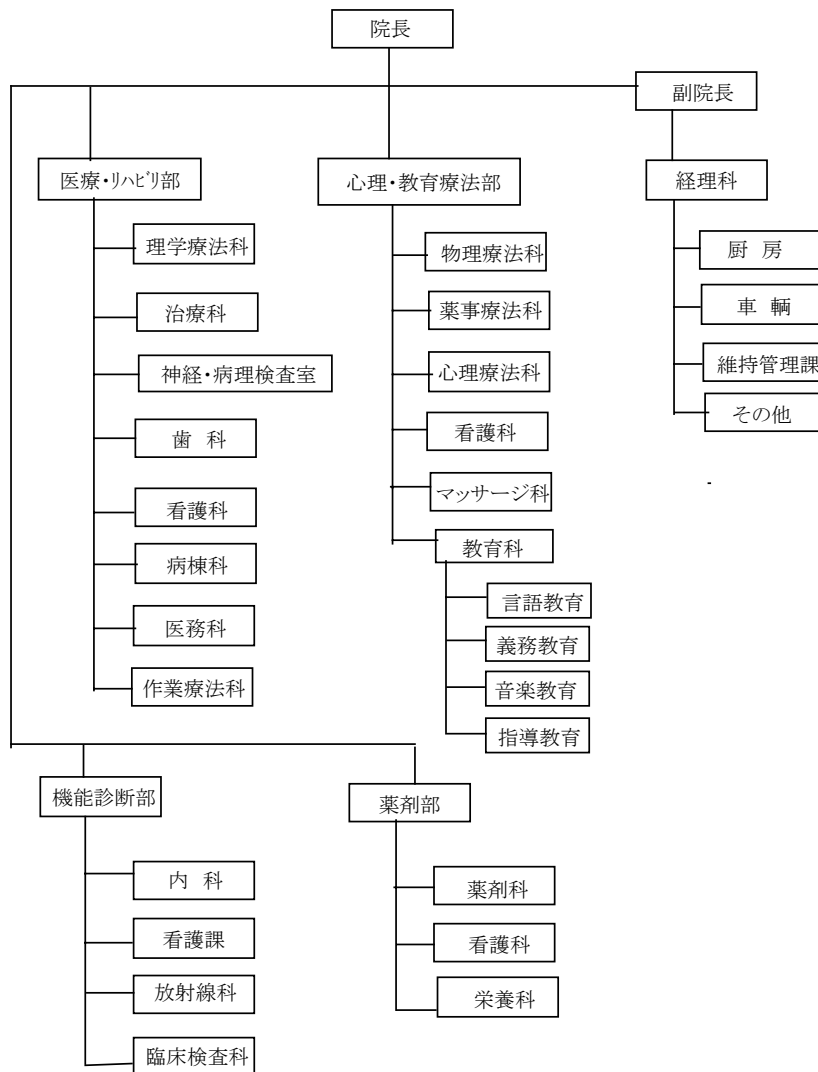 院長
副院長
医療・ﾘﾊﾋﾞﾘ部
理学療法科
治療科
神経・病理検査室
歯 科
看護科
病棟科
医務科
作業療法科
心理・教育療法部
物理療法科
薬事療法科
心理療法科
看護科
マッサージ科
教育科
言語教育
義務教育
音楽教育
指導教育
経理科
厨 房
車 輌
維持管理課
その他
機能診断部
内 科
看護課
放射線科
臨床検査科
薬剤部
薬剤科
看護科
栄養科